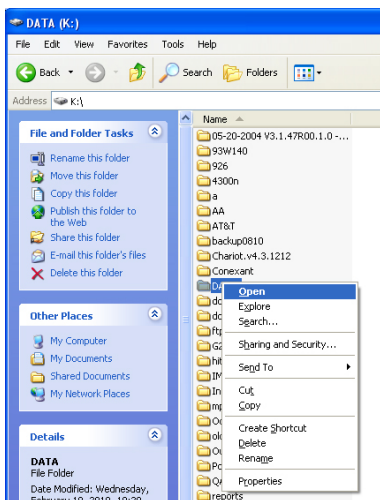 DATA (K:)
File Edit View Favorites Tools Help
Back Search Folders
Address K:\
File and Folder Tasks
Rename this folder
Move this folder
Copy this folder
Publish this folder to
the Web
Share this folder
E-mail this folder's files
Delete this folder
Other Places
My Computer
My Documents
Shared Documents
My Network Places
Details
DATA
File Folder
Date Modified: Wednesday,
Name
05-20-2004 V3.1.47R00.1.0 -...
93W140
926
4300n
a
AA
AT&T
backup0810
Chariot.v4.3.1212
Conexant
Open
Explore
Search...
Sharing and Security...
Send To
Cut
Copy
Create Shortcut
Delete
Rename
Properties
reports